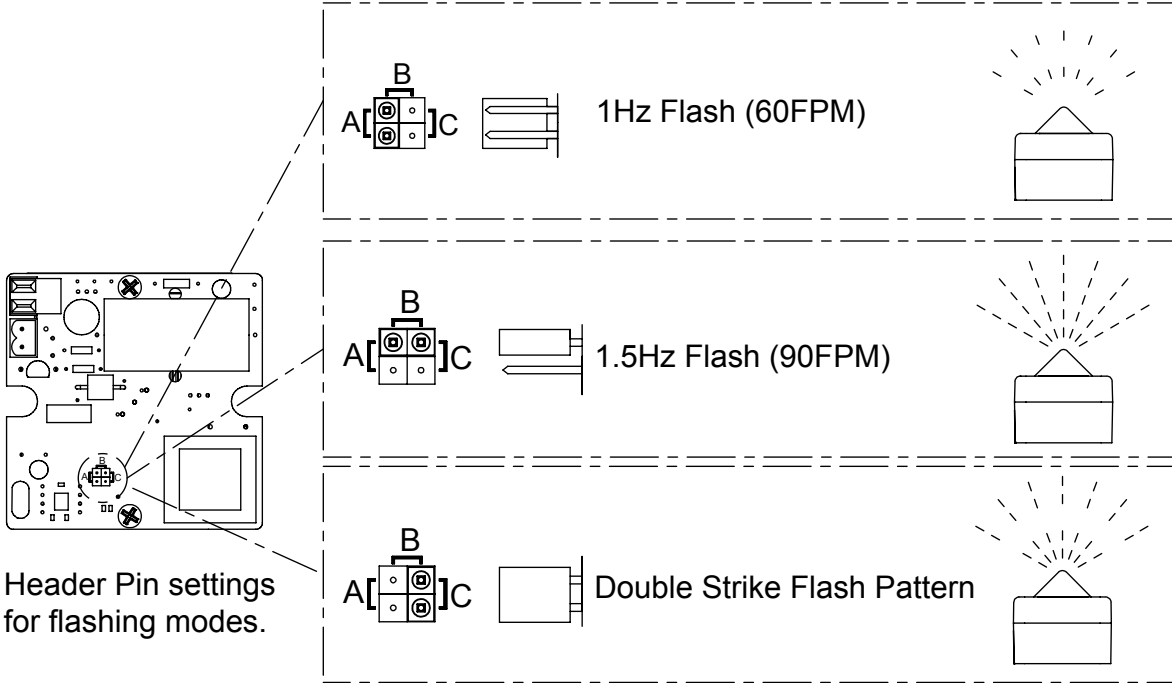 B
A C 1Hz Flash (60FPM)
B
A C 1.5Hz Flash (90FPM)
B
A C
B
A C Double Strike Flash Pattern
Header Pin settings
for flashing modes.